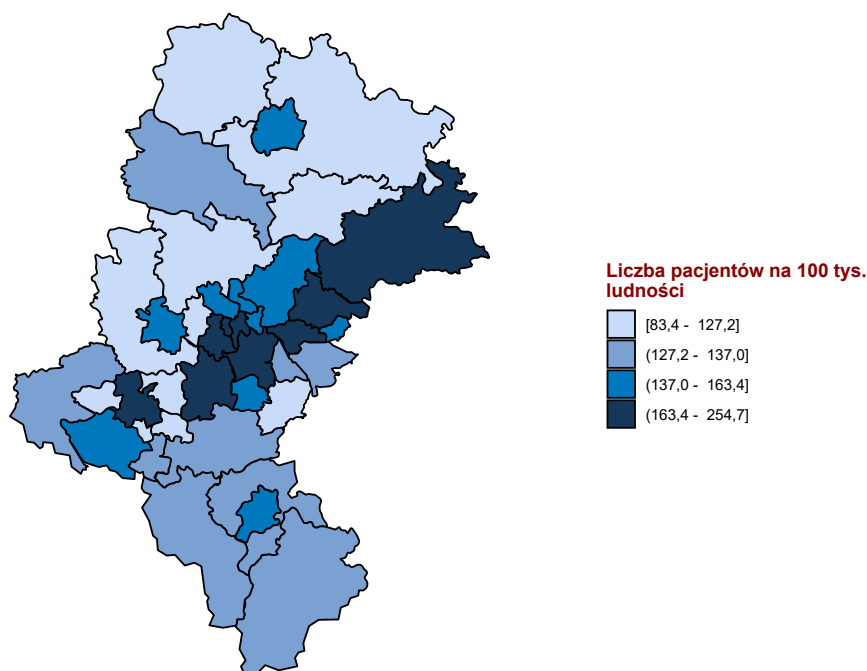 Liczba pacjentów na 100 tys.
ludności
[83,4 - 127,2]
(127,2 - 137,0]
(137,0 - 163,4]
(163,4 - 254,7]